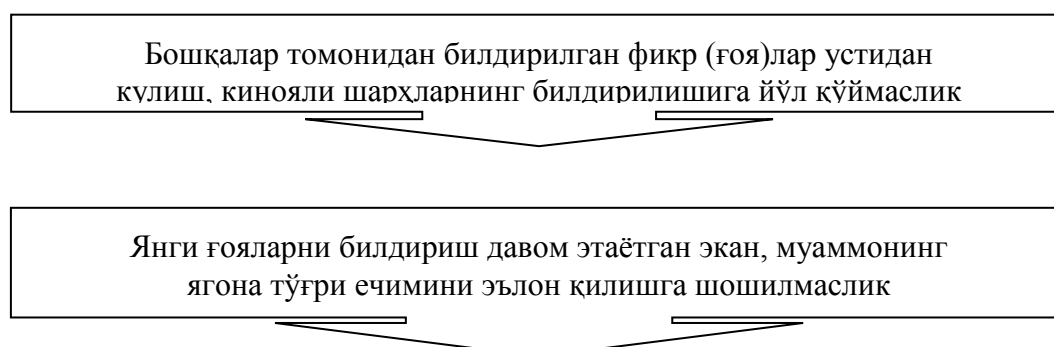 Бошқалар томонидан билдирилган фикр (ғоя)лар устидан
кулиш, кинояли шарҳларнинг билдирилишига йўл қўймаслик
Янги ғояларни билдириш давом этаётган экан, муаммонинг
ягона тўғри ечимини эълон қилишга шошилмаслик